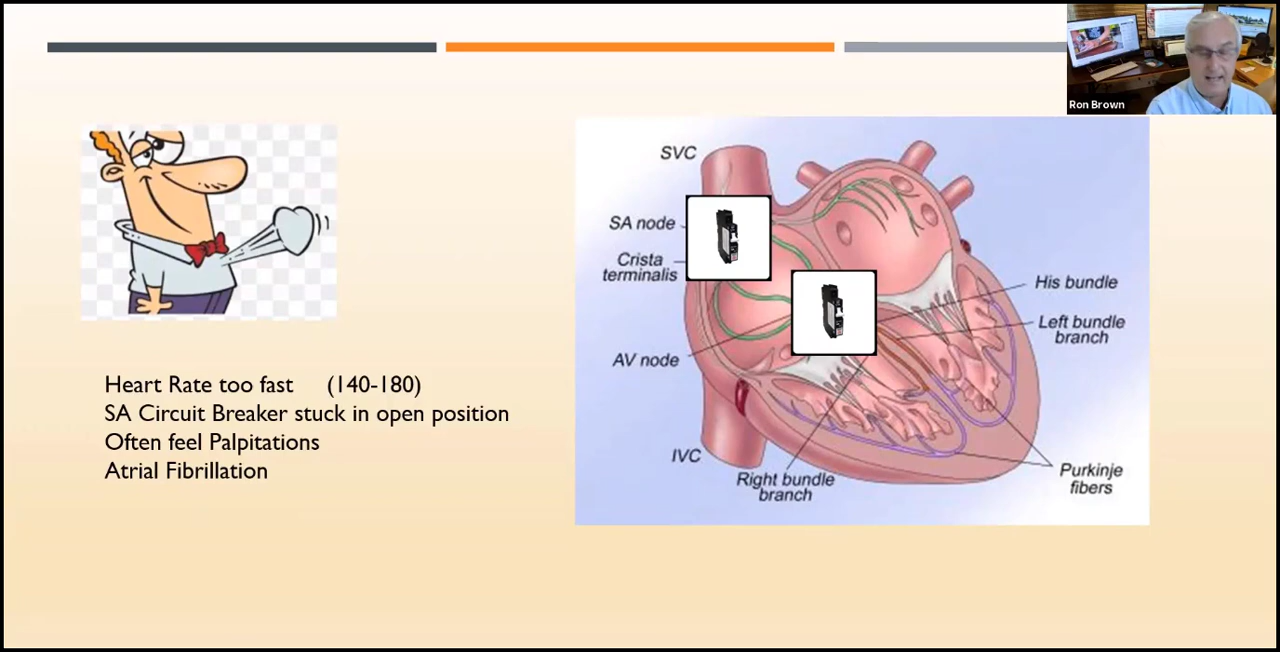 Ron Brown
SVC
SA node
Crista
terminalis
AV node
IVC
Right bundle
branch
His bundle
Left bundle
branch
Purkinje
fibers
Heart Rate too fast (140-180)
SA Circuit Breaker stuck in open position
Often feel Palpitations
Atrial Fibrillation